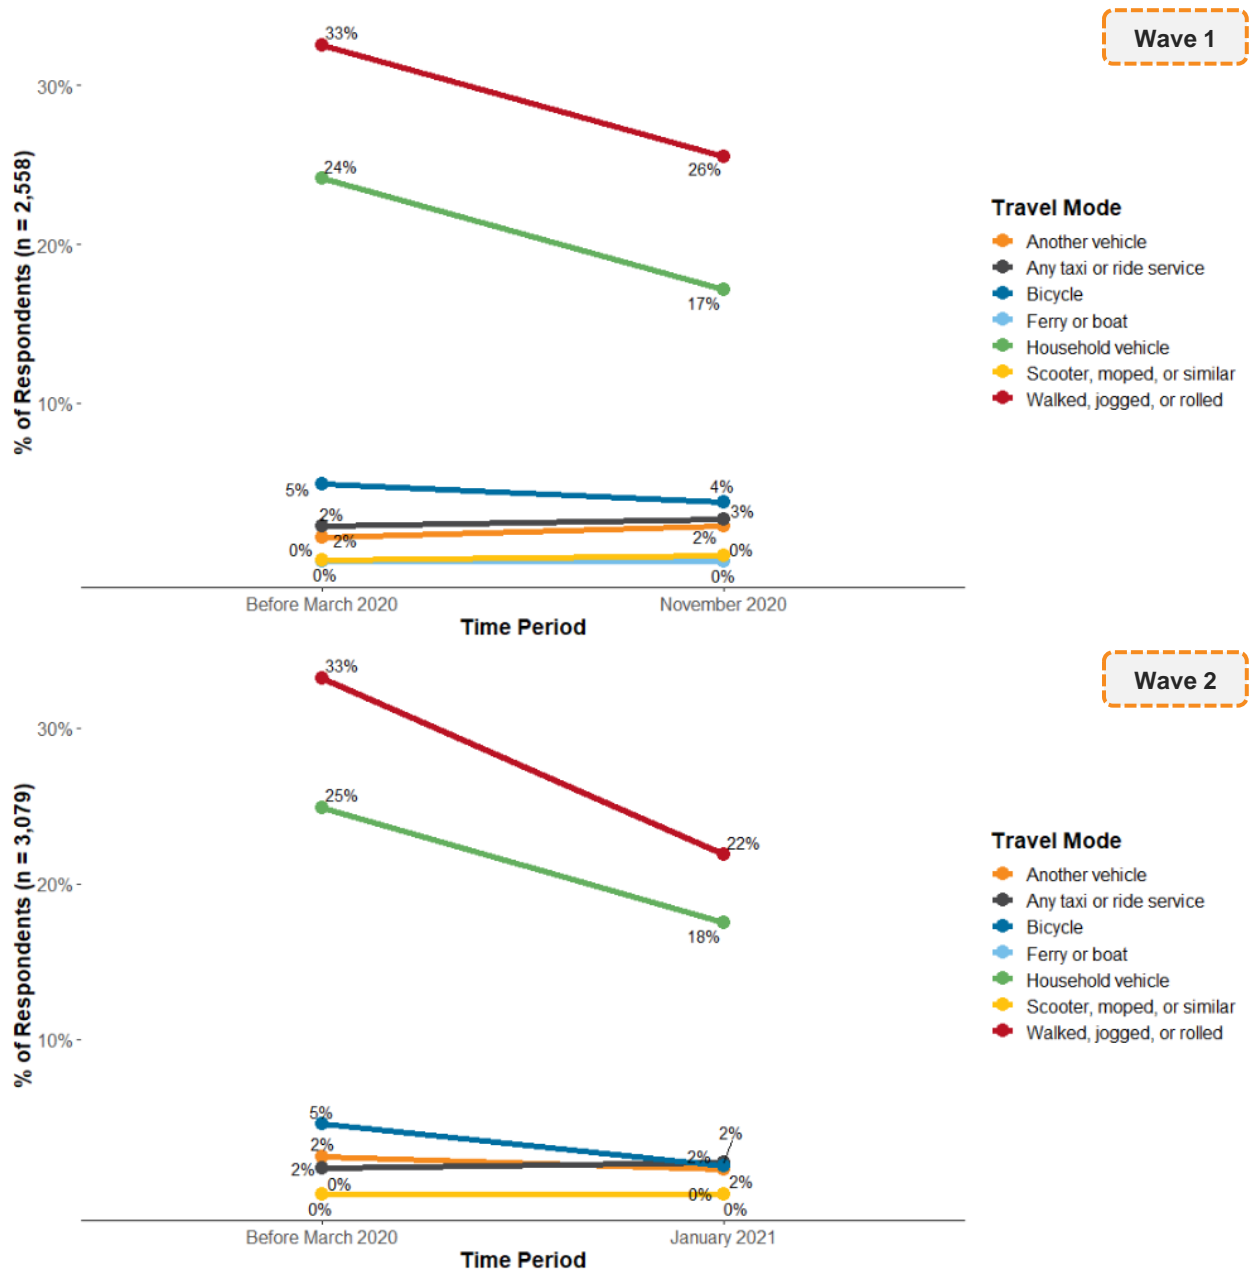 Wave 1
33%
30%
24%
26%
20%
17%
10%
% of Respondents (n = 2,558)
5%
4%
2%
3%
2%
2%
0%
0%
0%
0%
Before March 2020
November 2020
Time Period
Travel Mode
Another vehicle
Any taxi or ride service
Bicycle
Ferry or boat
Household vehicle
Scooter, moped, or similar
Walked, jogged, or rolled
Wave 2
33%
30%
25%
22%
20%
18%
10%
% of Respondents (n = 3,079)
5%
2%
2%
2%
2%
2%
0%
0%
0%
0%
Before March 2020
January 2021
Time Period
Travel Mode
Another vehicle
Any taxi or ride service
Bicycle
Ferry or boat
Household vehicle
Scooter, moped, or similar
Walked, jogged, or rolled